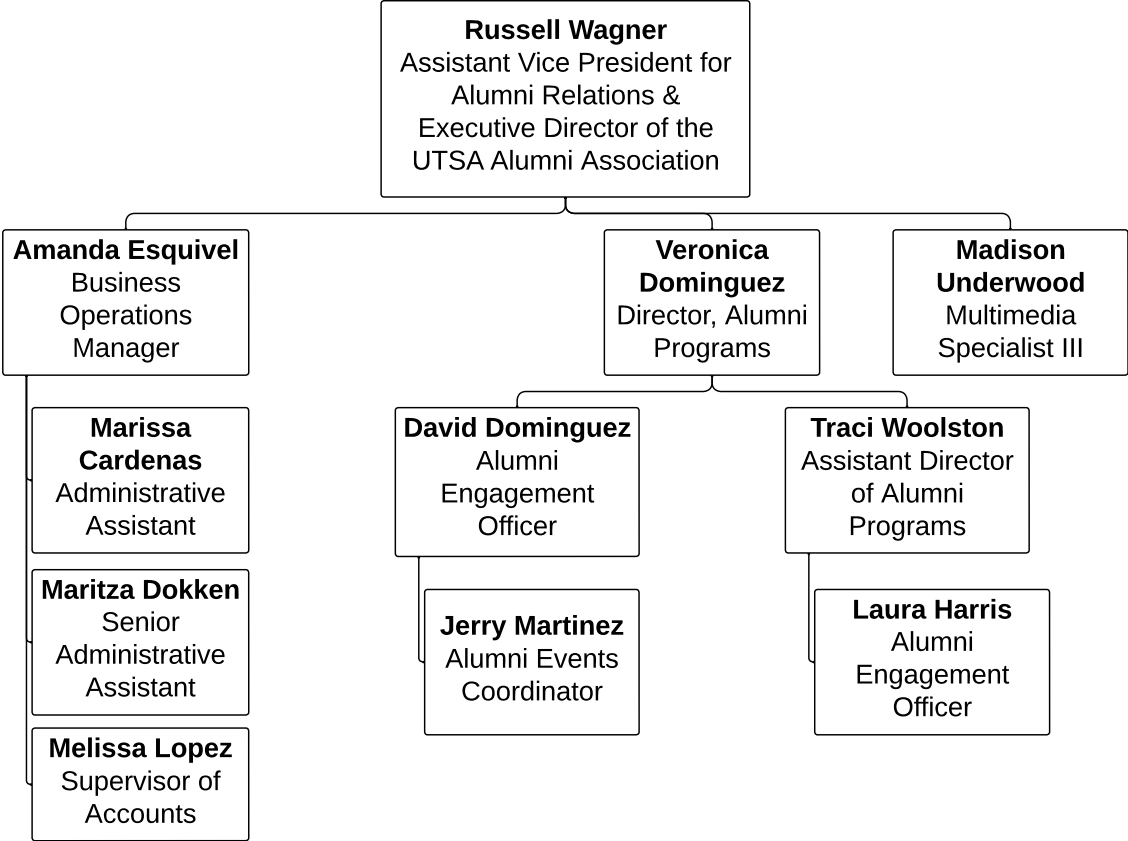 Russell Wagner
Assistant Vice President for
Alumni Relations &
Executive Director of the
UTSA Alumni Association
Amanda Esquivel
Business
Operations
Manager
Veronica
Dominguez
Director, Alumni
Programs
Madison
Underwood
Multimedia
Specialist III
Marissa
Cardenas
Administrative
Assistant
David Dominguez
Alumni
Engagement
Officer
Traci Woolston
Assistant Director
of Alumni
Programs
Maritza Dokken
Senior
Administrative
Assistant
Jerry Martinez
Alumni Events
Coordinator
Laura Harris
Alumni
Engagement
Officer
Melissa Lopez
Supervisor of
Accounts